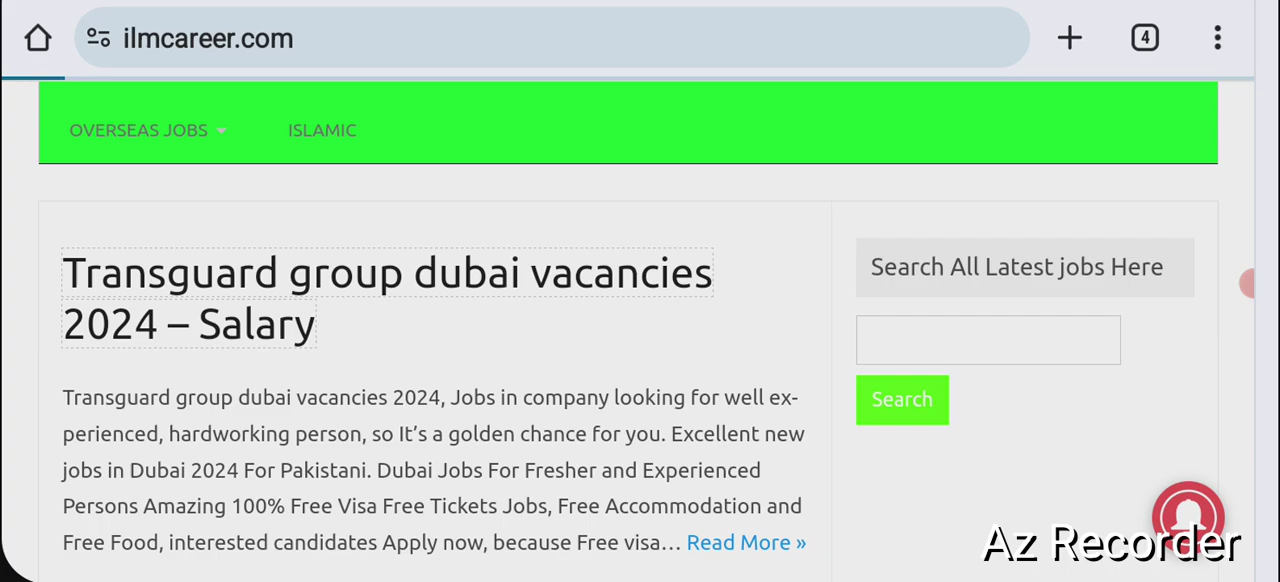 ilmcareer.com
4
OVERSEAS JOBS
ISLAMIC
Transguard group dubai vacancies
2024 – Salary
Transguard group dubai vacancies 2024, Jobs in company looking for well ex-
perienced, hardworking person, so It’s a golden chance for you. Excellent new
jobs in Dubai 2024 For Pakistani. Dubai Jobs For Fresher and Experienced
Persons Amazing 100% Free Visa Free Tickets Jobs, Free Accommodation and
Free Food, interested candidates Apply now, because Free visa… Read More »
Search All Latest jobs Here
Search
Az Recorder